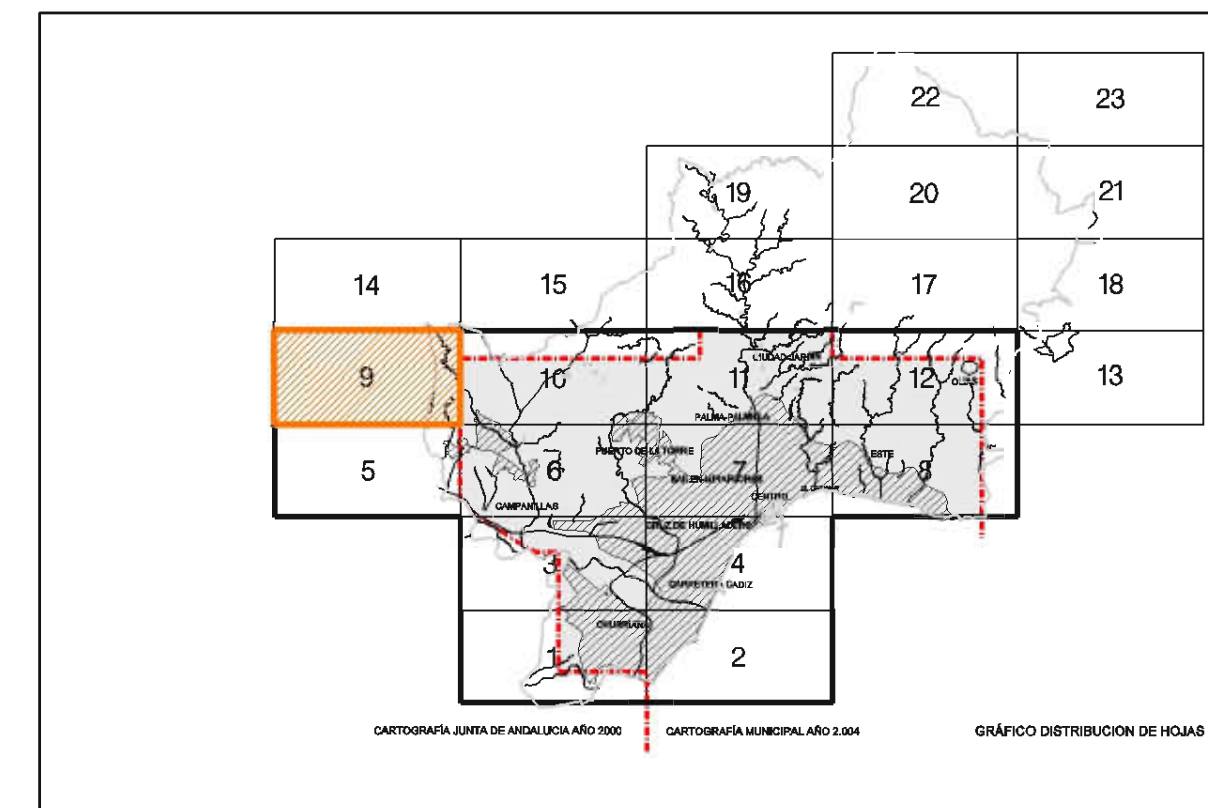 22 23
19 20 21
14 15 16 17 18
CIUDAD JARDIN
9 10 11 12 13
OLIAS
PALMA-PALMILLA
PUERTO DE LA TORRE ESTE
5 6 7 8
BAILEN-MIRAFLORES
CENTRO
CAMPANILLAS
CRUZ DE HUMILLADERO
3 4
CARRETERA CADIZ
CHURRIANA
1 2
CARTOGRAFÍA JUNTA DE ANDALUCIA AÑO 2000 CARTOGRAFÍA MUNICIPAL AÑO 2.004 GRÁFICO DISTRIBUCION DE HOJAS